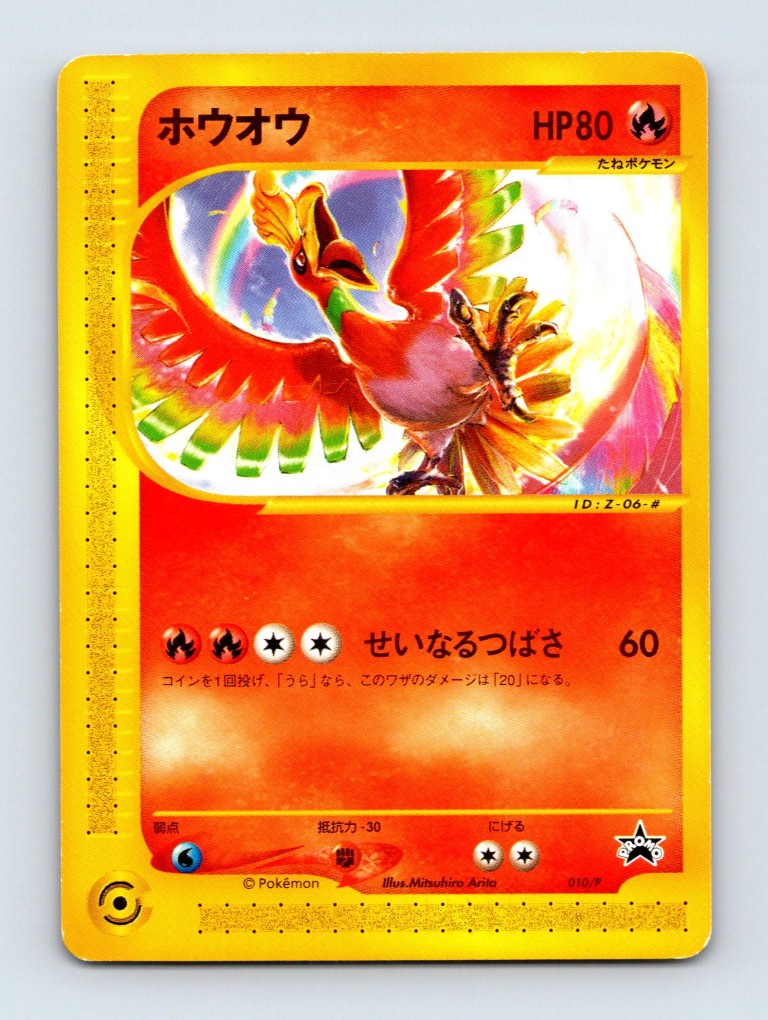 ホウオウ HP80
たねポケモン
ID:Z-06-#
せいなるつばさ 60
コインを1回投げ、「うら」なら、このワザのダメージは「20」になる。
弱点 抵抗力-30 にげる
PROMO
©Pokémon Illus.Mitsuhiro Arita 010/P